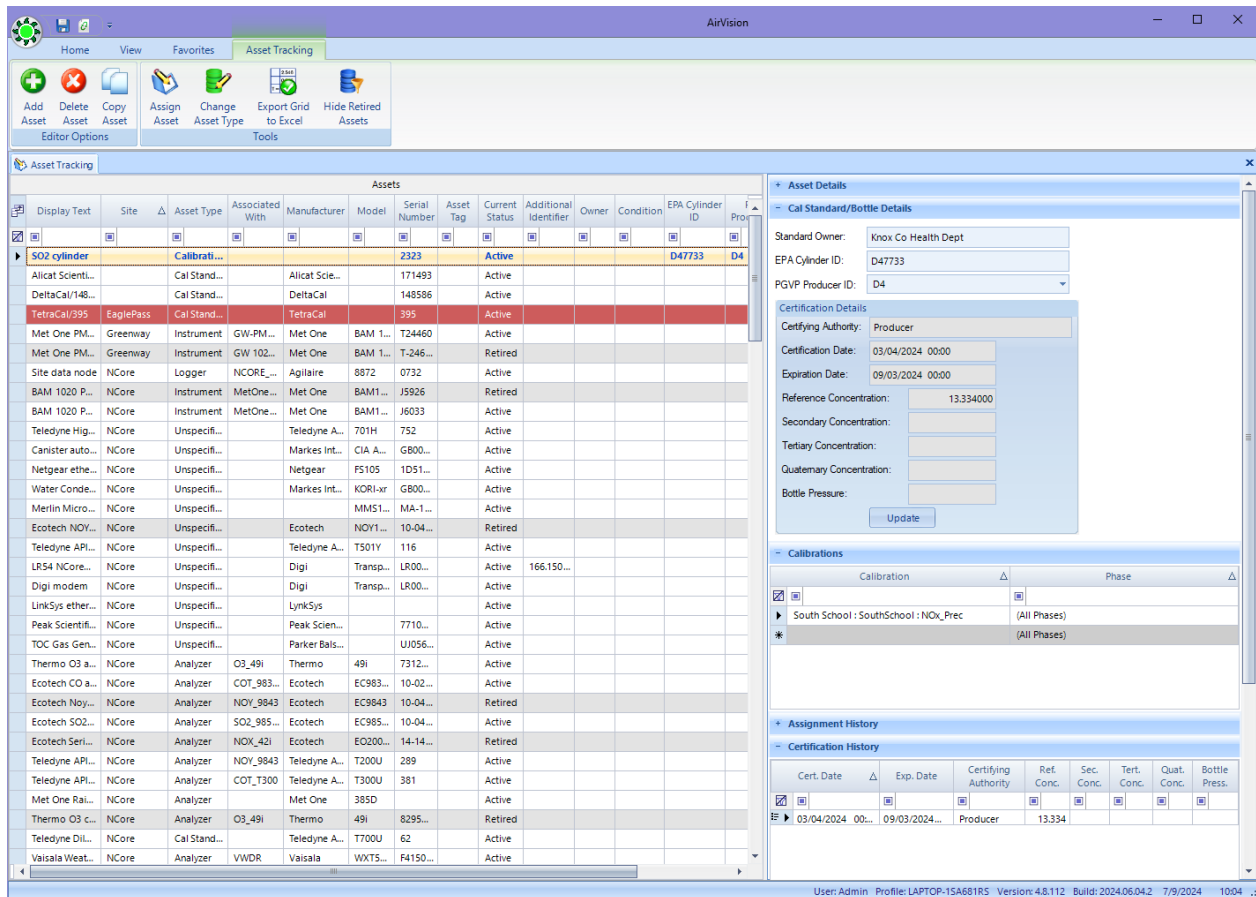 AirVision
Home View Favorites Asset Tracking
Add Asset Delete Asset Copy Asset Assign Asset Change Asset Type Export Grid to Excel Hide Retired Assets
Editor Options Tools
Asset Tracking
Assets
Display Text Site Asset Type Associated With Manufacturer Model Serial Number Asset Tag Current Status Additional Identifier Owner Condition EPA Cylinder ID
SO2 cylinder Calibrati... 2323 Active D47733 D4
Alicat Scienti... Cal Stand... Alicat Scie... 171493 Active
DeltaCal/148... Cal Stand... DeltaCal 148586 Active
TetraCal/395 EaglePass Cal Stand... TetraCal 395 Active
Met One PM... Greenway Instrument GW-PM... Met One BAM 1... T24460 Active
Met One PM... Greenway Instrument GW 102... Met One BAM 1... T-246... Retired
Site data node NCore Logger NCORE_... Agilaire 8872 0732 Active
BAM 1020 P... NCore Instrument MetOne... Met One BAM1... J5926 Retired
BAM 1020 P... NCore Instrument MetOne... Met One BAM1... J6033 Active
Teledyne Hig... NCore Unspecifi... Teledyne A... 701H 752 Active
Canister auto... NCore Unspecifi... Markes Int... CIA A... GB00... Active
Netgear ethe... NCore Unspecifi... Netgear FS105 1D51... Active
Water Conde... NCore Unspecifi... Markes Int... KORI-xr GB00... Active
Merlin Micro... NCore Unspecifi... MMS1... MA-1... Active
Ecotech NOY... NCore Unspecifi... Ecotech NOY1... 10-04... Retired
Teledyne API... NCore Unspecifi... Teledyne A... T501Y 116 Active
LR54 NCore... NCore Unspecifi... Digi Transp... LR00... Active 166.150...
Digi modem NCore Unspecifi... Digi Transp... LR00... Active
LinkSys ether... NCore Unspecifi... LynkSys Active
Peak Scientifi... NCore Unspecifi... Peak Scien... 7710... Active
TOC Gas Gen... NCore Unspecifi... Parker Bals... UJ056... Active
Thermo O3 a... NCore Analyzer O3_49i Thermo 49i 7312... Active
Ecotech CO a... NCore Analyzer COT_983... Ecotech EC983... 10-02... Active
Ecotech Noy... NCore Analyzer NOY_9843 Ecotech EC9843 10-04... Retired
Ecotech SO2... NCore Analyzer SO2_985... Ecotech EC985... 10-04... Active
Ecotech Seri... NCore Analyzer NOX_42i Ecotech EO200... 14-14... Retired
Teledyne API... NCore Analyzer NOY_9843 Teledyne A... T200U 289 Active
Teledyne API... NCore Analyzer COT_T300 Teledyne A... T300U 381 Active
Met One Rai... NCore Analyzer Met One 385D Active
Thermo O3 c... NCore Analyzer O3_49i Thermo 49i 8295... Retired
Teledyne Dil... NCore Cal Stand... Teledyne A... T700U 62 Active
Vaisala Weat... NCore Analyzer VWDR Vaisala WXT5... F4150... Active
+ Asset Details
- Cal Standard/Bottle Details
Standard Owner: Knox Co Health Dept
EPA Cylinder ID: D47733
PGVP Producer ID: D4
Certification Details
Certifying Authority: Producer
Certification Date: 03/04/2024 00:00
Expiration Date: 09/03/2024 00:00
Reference Concentration: 13.334000
Secondary Concentration:
Tertiary Concentration:
Quaternary Concentration:
Bottle Pressure:
Update
- Calibrations
Calibration Phase
South School : SouthSchool : NOx_Prec (All Phases)
(All Phases)
+ Assignment History
- Certification History
Cert. Date Exp. Date Certifying Authority Ref. Conc. Sec. Conc. Tert. Conc. Quat. Conc. Bottle Press.
03/04/2024 00:... 09/03/2024... Producer 13.334
User: Admin Profile: LAPTOP-1SA681RS Version: 4.8.112 Build: 2024.06.04.2 7/9/2024 10:04